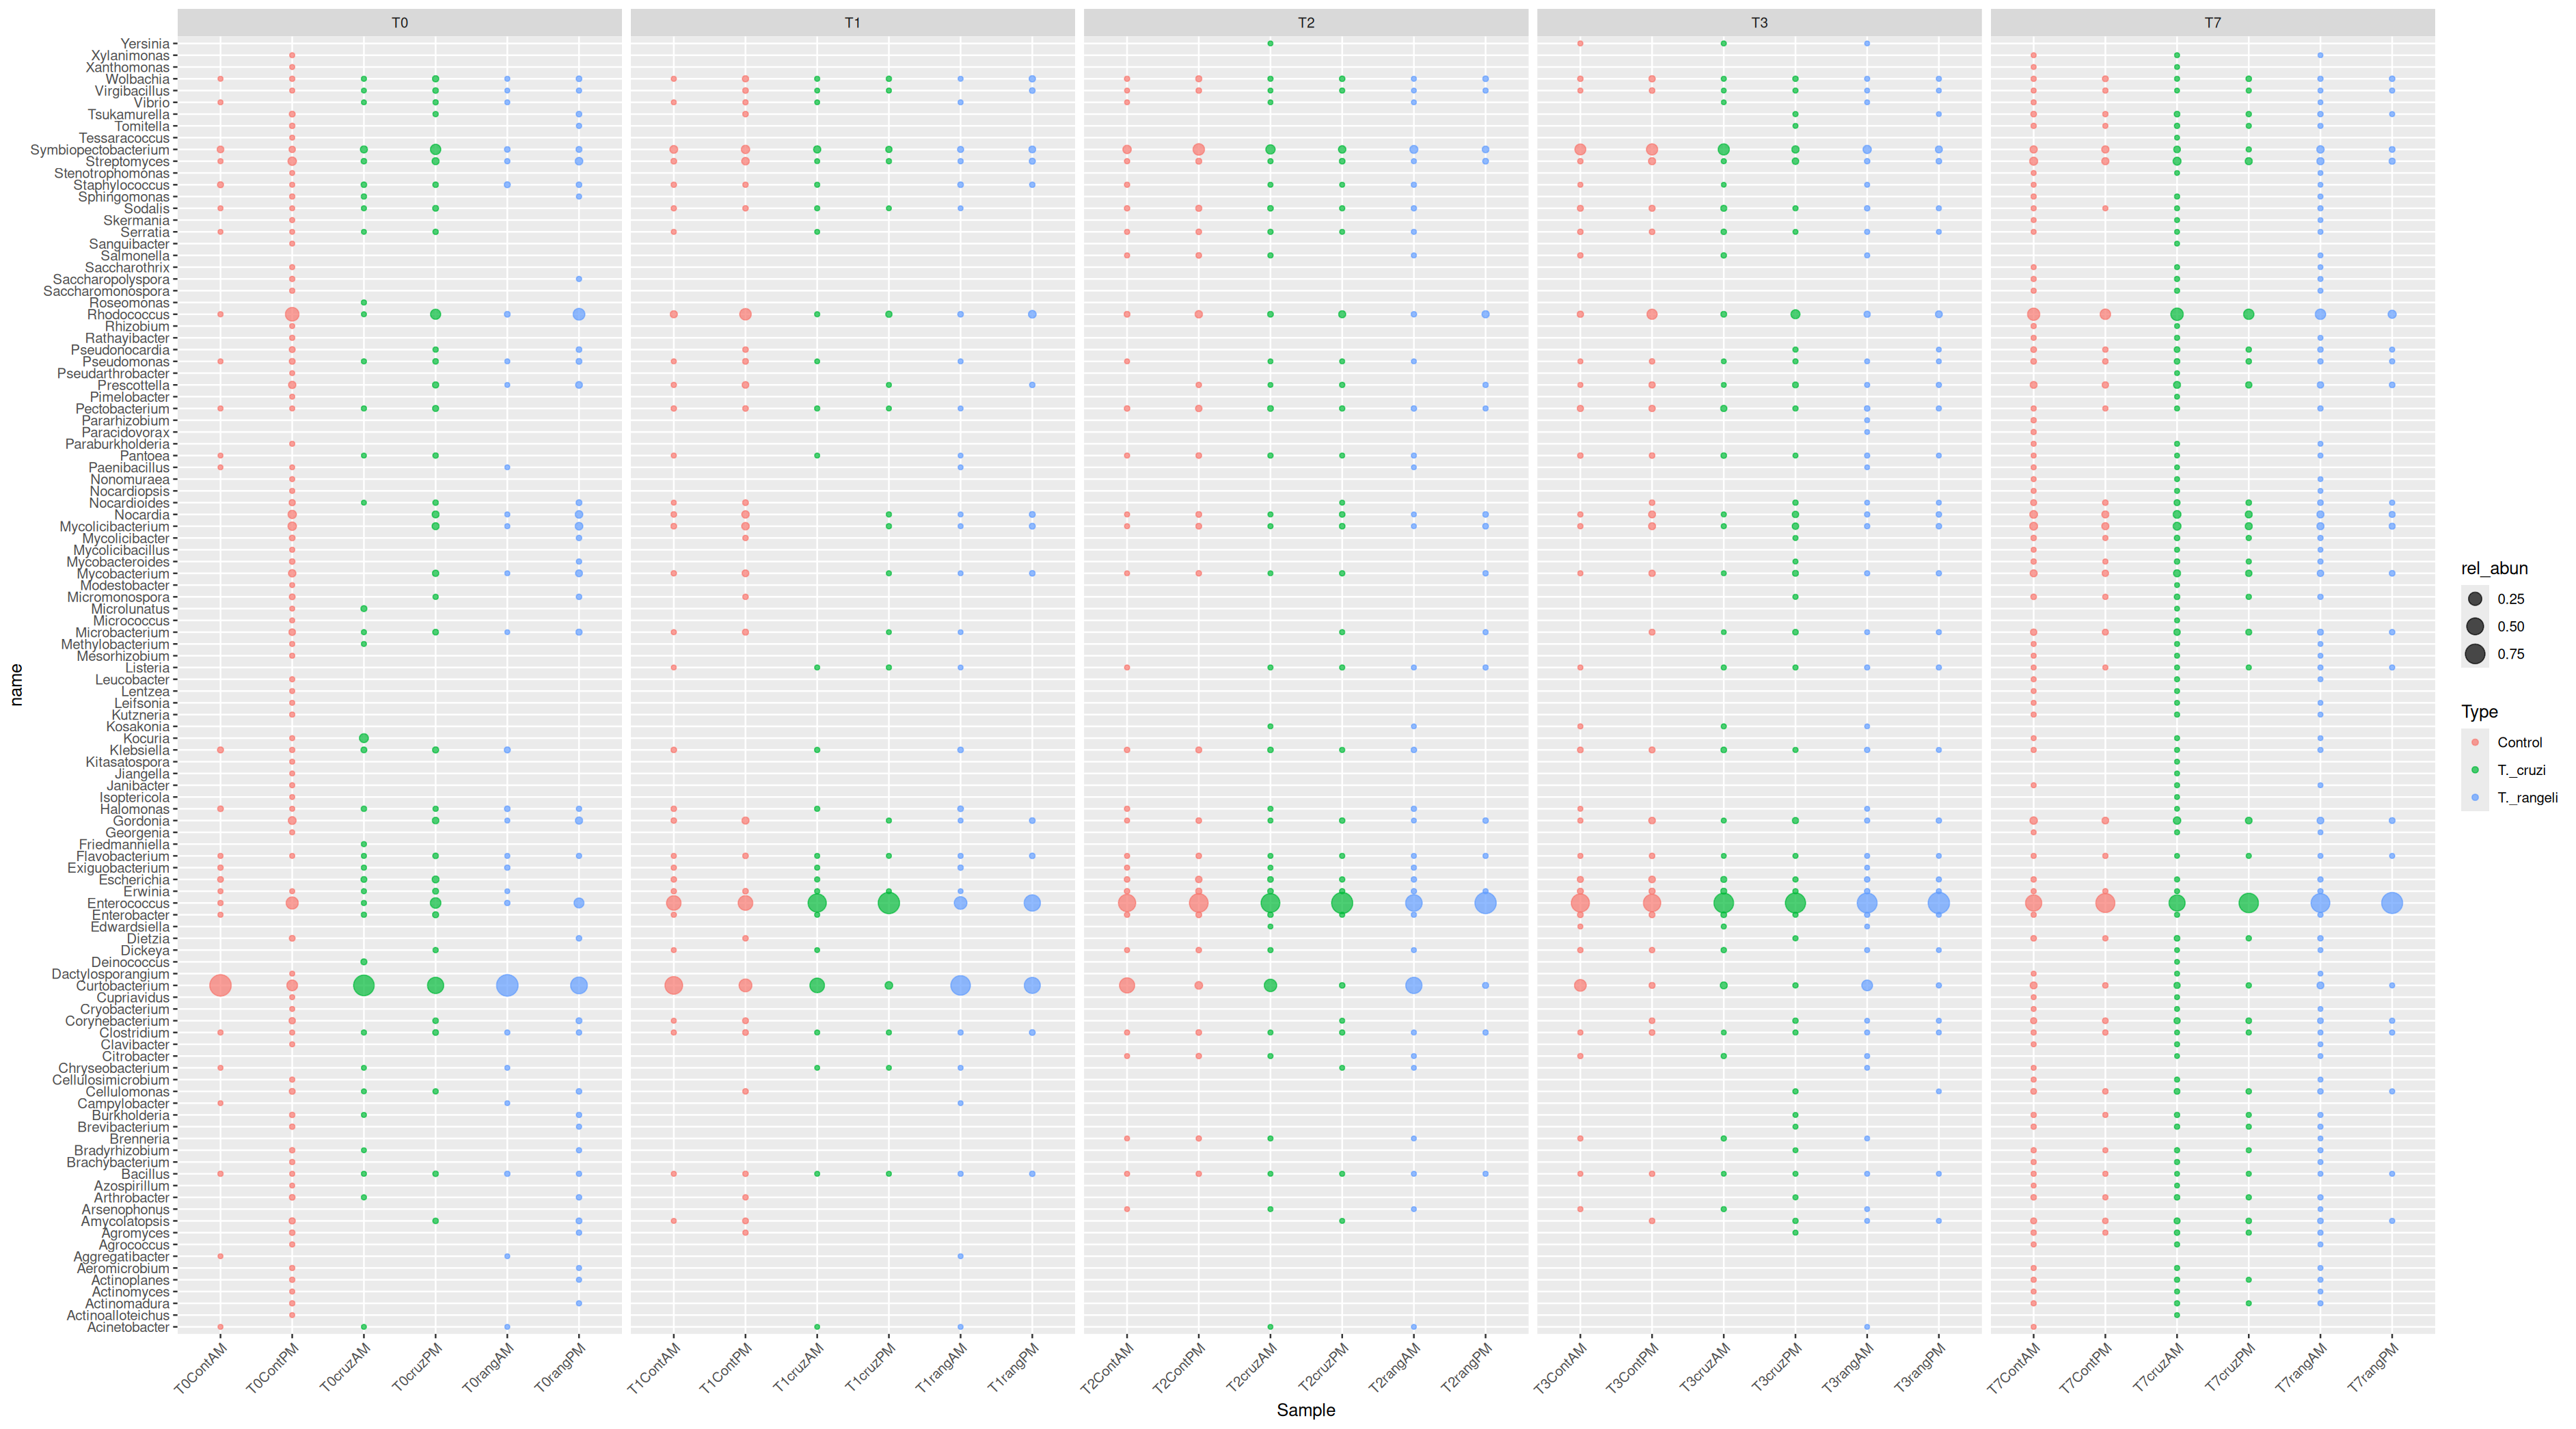 T0 T1 T2 T3 T7
Yersinia
Xylanimonas
Xanthomonas
Wolbachia
Virgibacillus
Vibrio
Tsukamurella
Tomitella
Tessaracoccus
Symbiopectobacterium
Streptomyces
Stenotrophomonas
Staphylococcus
Sphingomonas
Sodalis
Skermania
Serratia
Sanguibacter
Salmonella
Saccharothrix
Saccharopolyspora
Saccharomonospora
Roseomonas
Rhodococcus
Rhizobium
Rathayibacter
Pseudonocardia
Pseudomonas
Pseudarthrobacter
Prescottella
Pimelobacter
Pectobacterium
Pararhizobium
Paracidovorax
Paraburkholderia
Pantoea
Paenibacillus
Nonomuraea
Nocardiopsis
Nocardioides
Nocardia
Mycolicibacterium
Mycolicibacter
Mycolicibacillus
Mycobacteroides
Mycobacterium
Modestobacter
Micromonospora
Microlunatus
Micrococcus
Microbacterium
Methylobacterium
Mesorhizobium
Listeria
Leucobacter
Lentzea
Leifsonia
Kutzneria
Kosakonia
Kocuria
Klebsiella
Kitasatospora
Jiangella
Janibacter
Isoptericola
Halomonas
Gordonia
Georgenia
Friedmanniella
Flavobacterium
Exiguobacterium
Escherichia
Erwinia
Enterococcus
Enterobacter
Edwardsiella
Dietzia
Dickeya
Deinococcus
Dactylosporangium
Curtobacterium
Cupriavidus
Cryobacterium
Corynebacterium
Clostridium
Clavibacter
Citrobacter
Chryseobacterium
Cellulosimicrobium
Cellulomonas
Campylobacter
Burkholderia
Brevibacterium
Brenneria
Bradyrhizobium
Brachybacterium
Bacillus
Azospirillum
Arthrobacter
Arsenophonus
Amycolatopsis
Agromyces
Agrococcus
Aggregatibacter
Aeromicrobium
Actinoplanes
Actinomyces
Actinomadura
Actinoalloteichus
Acinetobacter
name
T0ContAM T0ContPM T0cruzAM T0cruzPM T0rangAM T0rangPM T1ContAM T1ContPM T1cruzAM T1cruzPM T1rangAM T1rangPM T2ContAM T2ContPM T2cruzAM T2cruzPM T2rangAM T2rangPM T3ContAM T3ContPM T3cruzAM T3cruzPM T3rangAM T3rangPM T7ContAM T7ContPM T7cruzAM T7cruzPM T7rangAM T7rangPM
Sample
rel_abun
0.25
0.50
0.75
Type
Control
T._cruzi
T._rangeli